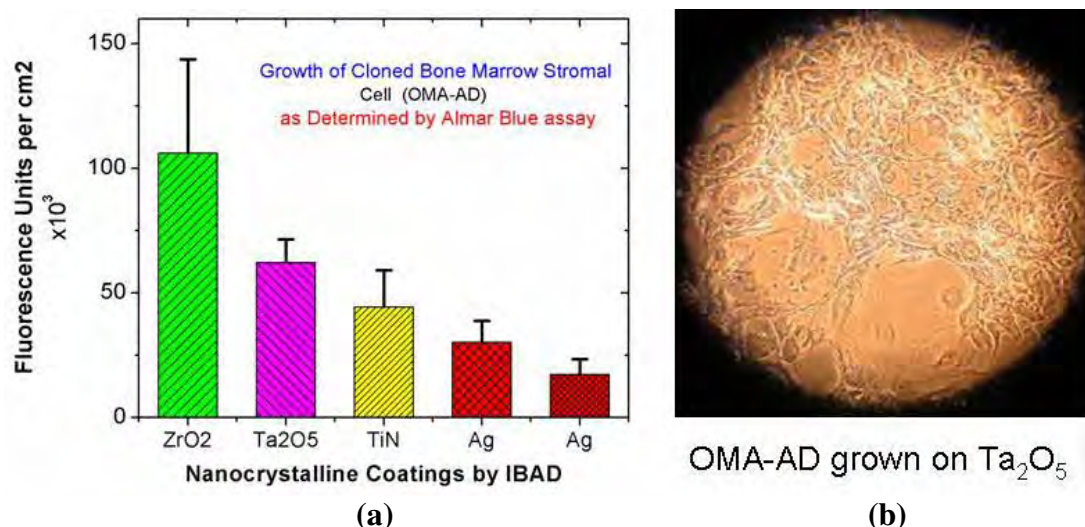 150
100
50
0
Fluorescence Units per cm2
x10³
Growth of Cloned Bone Marrow Stromal
Cell (OMA-AD)
as Determined by Almar Blue assay
ZrO2 Ta2O5 TiN Ag Ag
Nanocrystalline Coatings by IBAD
(a)
OMA-AD grown on Ta₂O₅
(b)